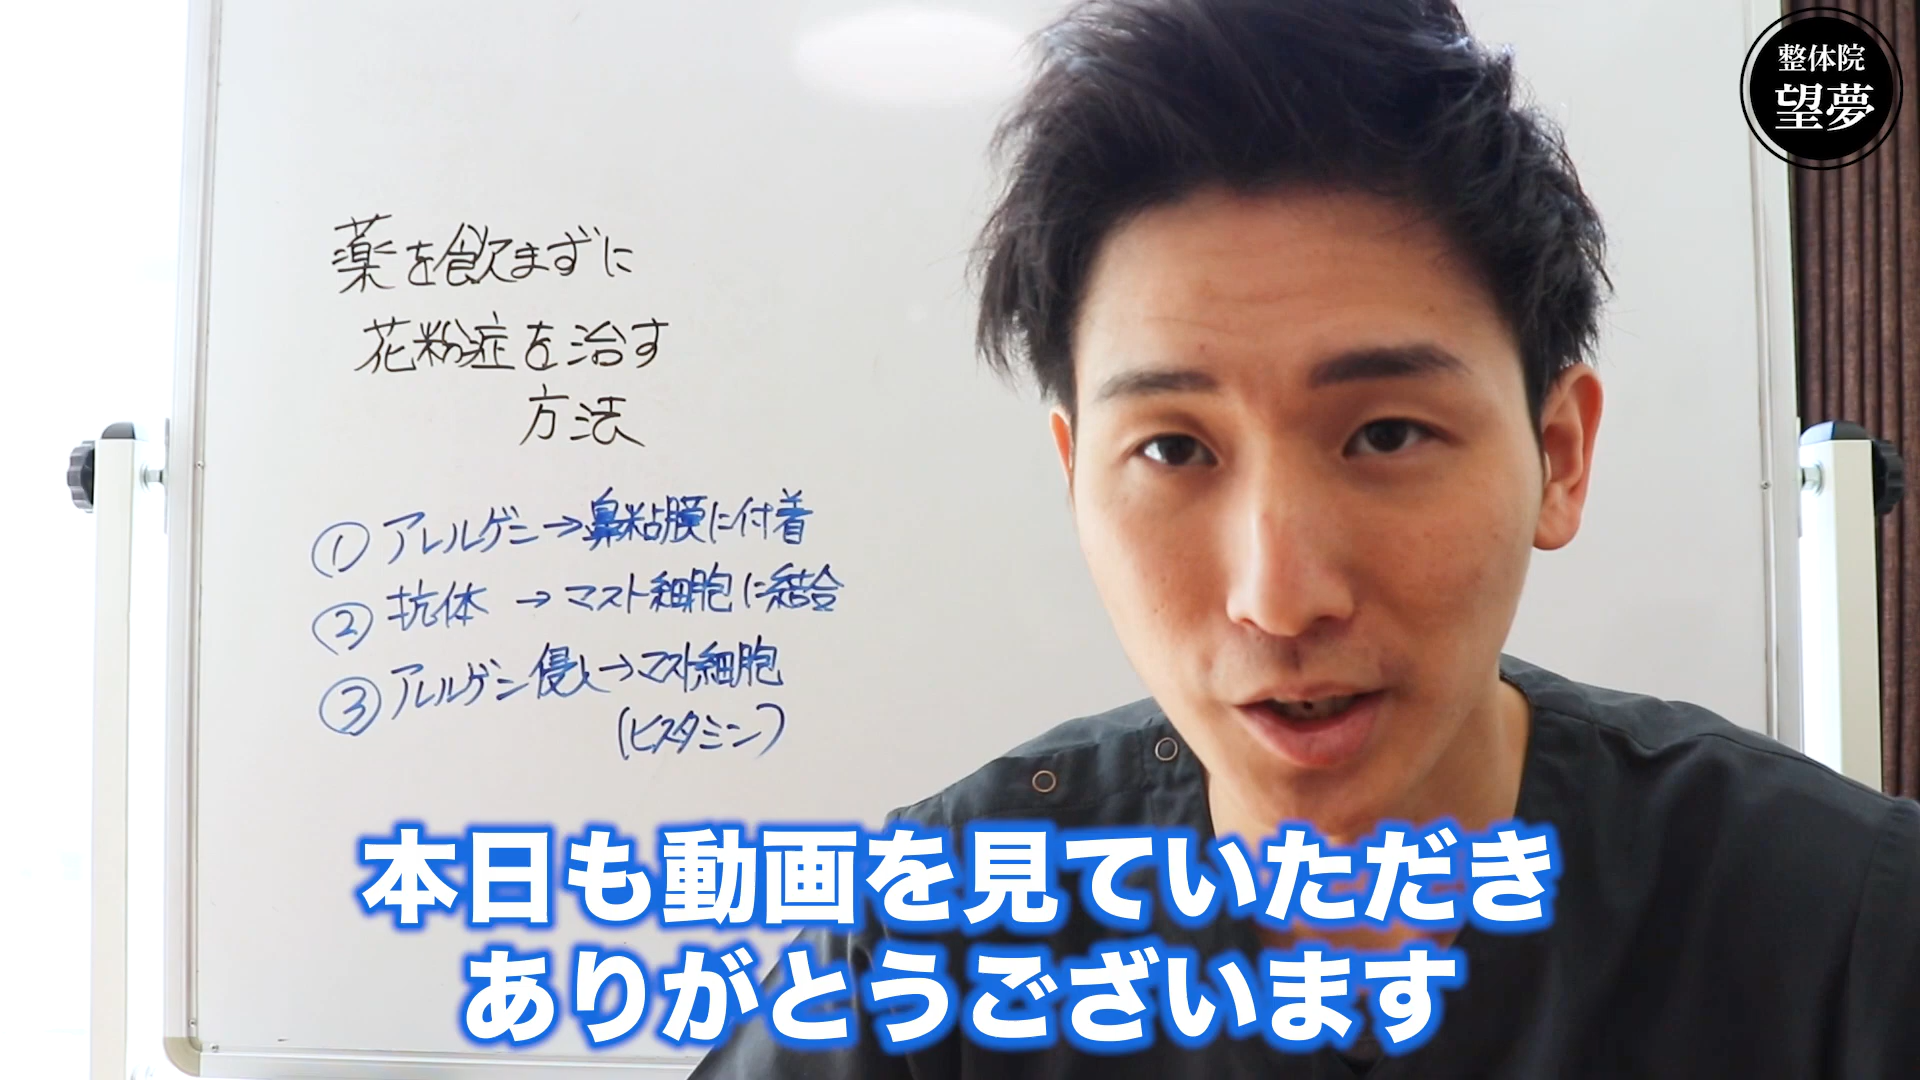 整体院
望夢
薬を飲まずに
花粉症を治す
方法
① アレルゲン→鼻粘膜に付着
② 抗体 → マスト細胞に結合
③ アレルゲン侵入→マスト細胞
(ヒスタミン)
本日も動画を見ていただき
ありがとうございます